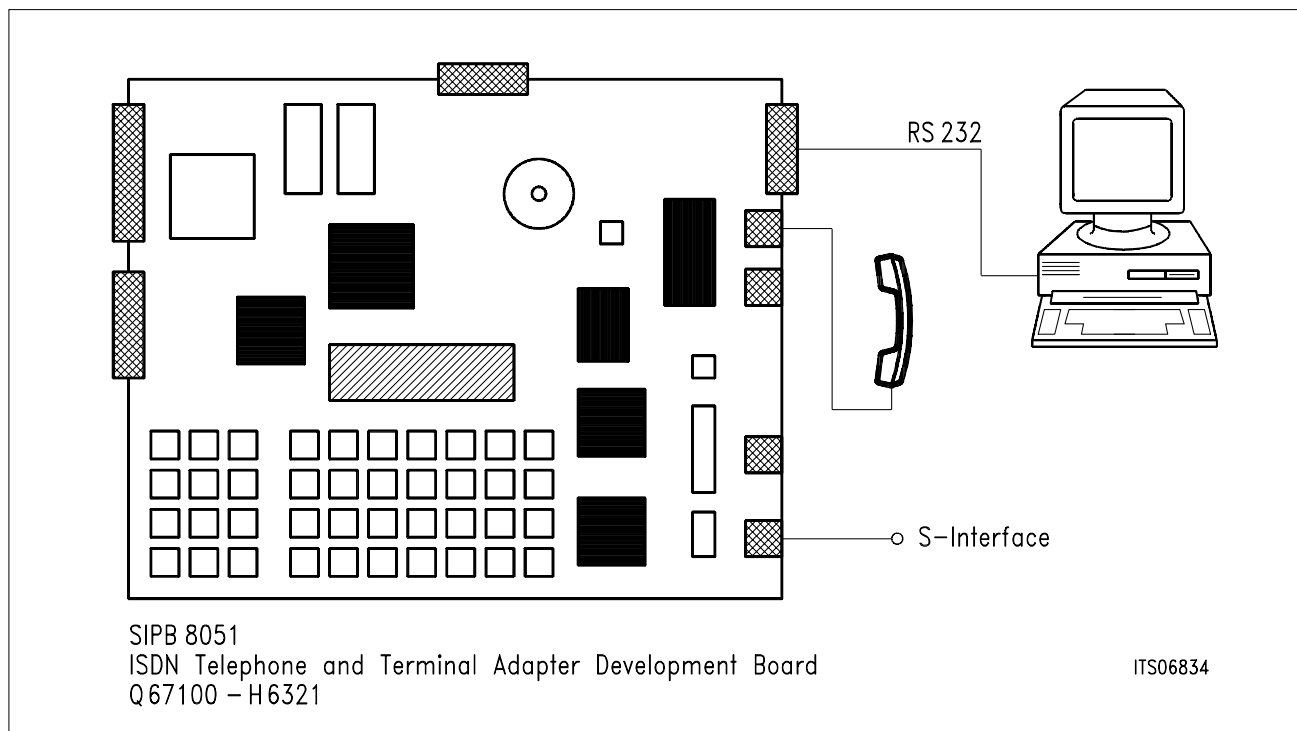 RS 232
S-Interface
SIPB 8051
ISDN Telephone and Terminal Adapter Development Board
Q67100 - H6321
ITS06834